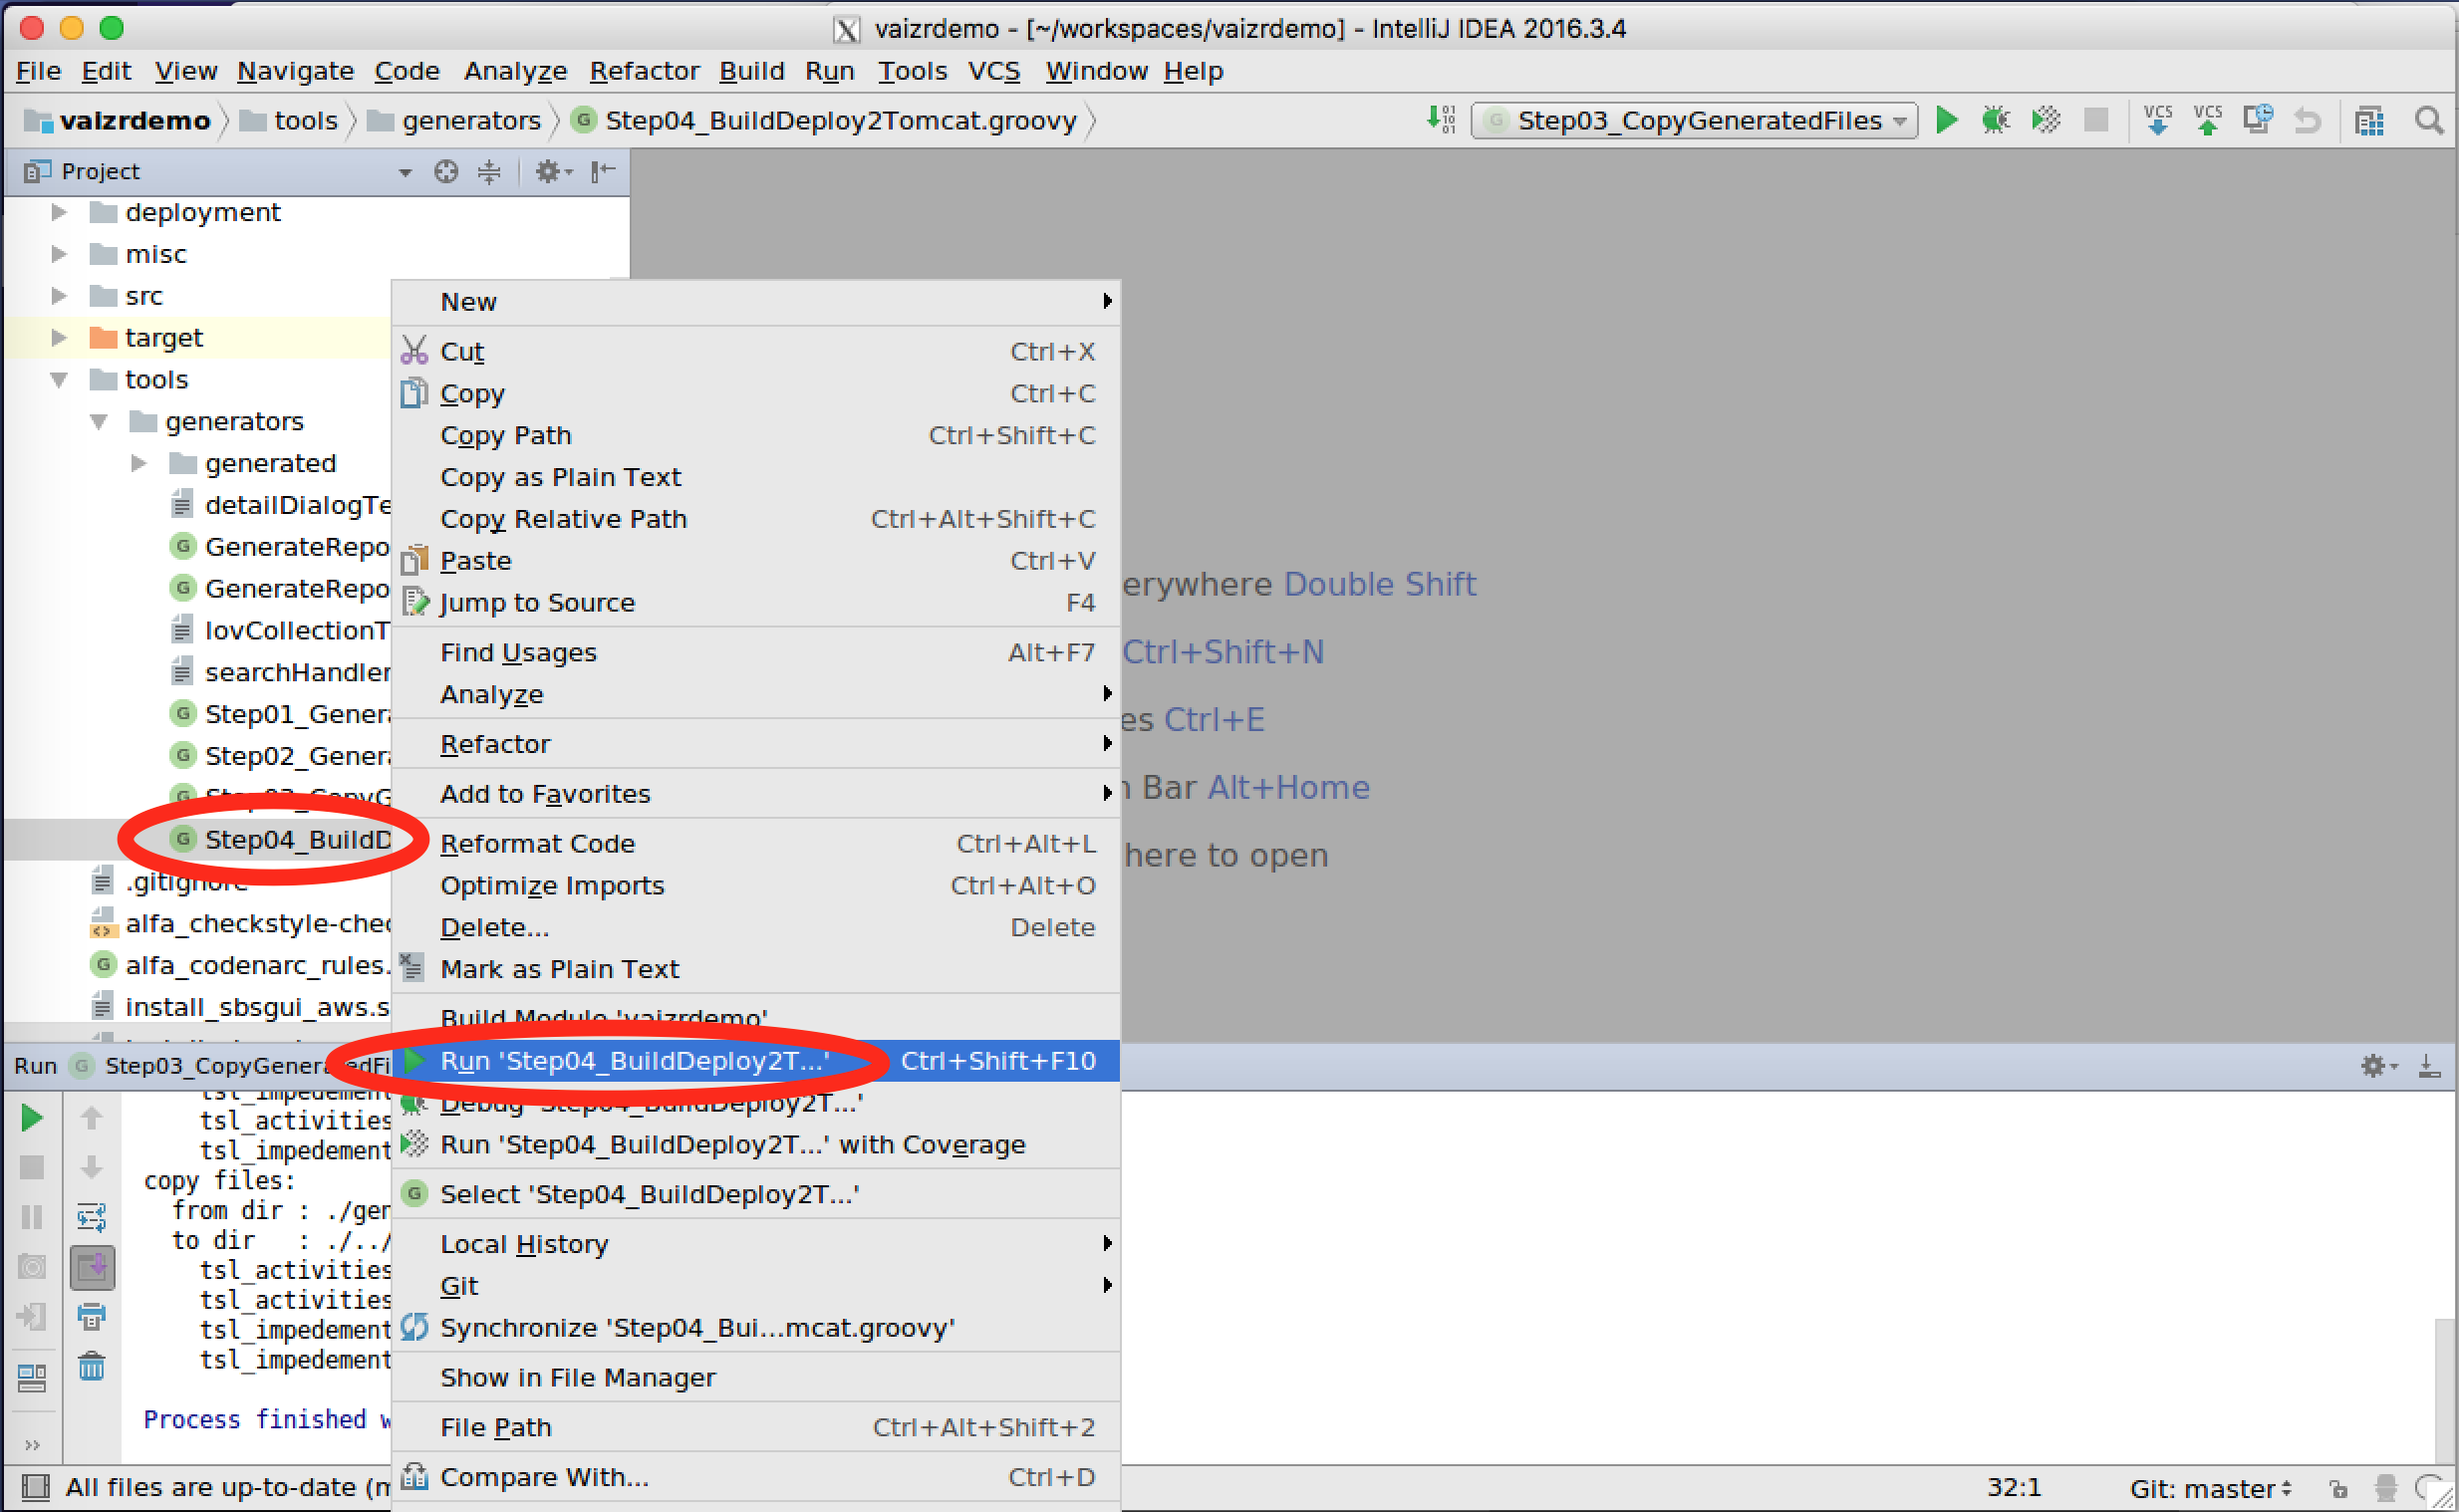 vaizrdemo - [~/workspaces/vaizrdemo] - IntelliJ IDEA 2016.3.4
File Edit View Navigate Code Analyze Refactor Build Run Tools VCS Window Help
vaizrdemo tools generators Step04_BuildDeploy2Tomcat.groovy Step03_CopyGeneratedFiles VCS VCS
Project
deployment
misc
src
target
tools
generators
generated
detailDialogTe
GenerateRepo
GenerateRepo
lovCollectionT
searchHandler
Step01_Genera
Step02_Genera
Step03_CopyG
Step04_BuildD
.gitignore
alfa_checkstyle-chec
alfa_codenarc_rules.
install_sbsgui_aws.s
New
Cut Ctrl+X
Copy Ctrl+C
Copy Path Ctrl+Shift+C
Copy as Plain Text
Copy Relative Path Ctrl+Alt+Shift+C
Paste Ctrl+V
Jump to Source F4
Find Usages Alt+F7
Analyze
Refactor
Add to Favorites
Reformat Code Ctrl+Alt+L
Optimize Imports Ctrl+Alt+O
Delete... Delete
Mark as Plain Text
Build Module 'vaizrdemo'
Run 'Step04_BuildDeploy2T...' Ctrl+Shift+F10
Debug 'Step04_BuildDeploy2T...'
Run 'Step04_BuildDeploy2T...' with Coverage
Select 'Step04_BuildDeploy2T...'
Local History
Git
Synchronize 'Step04_Bui...mcat.groovy'
Show in File Manager
File Path Ctrl+Alt+Shift+2
Compare With... Ctrl+D
erywhere Double Shift
Ctrl+Shift+N
es Ctrl+E
n Bar Alt+Home
here to open
Run Step03_CopyGeneratedFi
tsl_impedement
tsl_activities
tsl_impedement
copy files:
from dir : ./ger
to dir : ./../
tsl_activities
tsl_activities
tsl_impedement
tsl_impedement
Process finished w
All files are up-to-date (m 32:1 Git: master